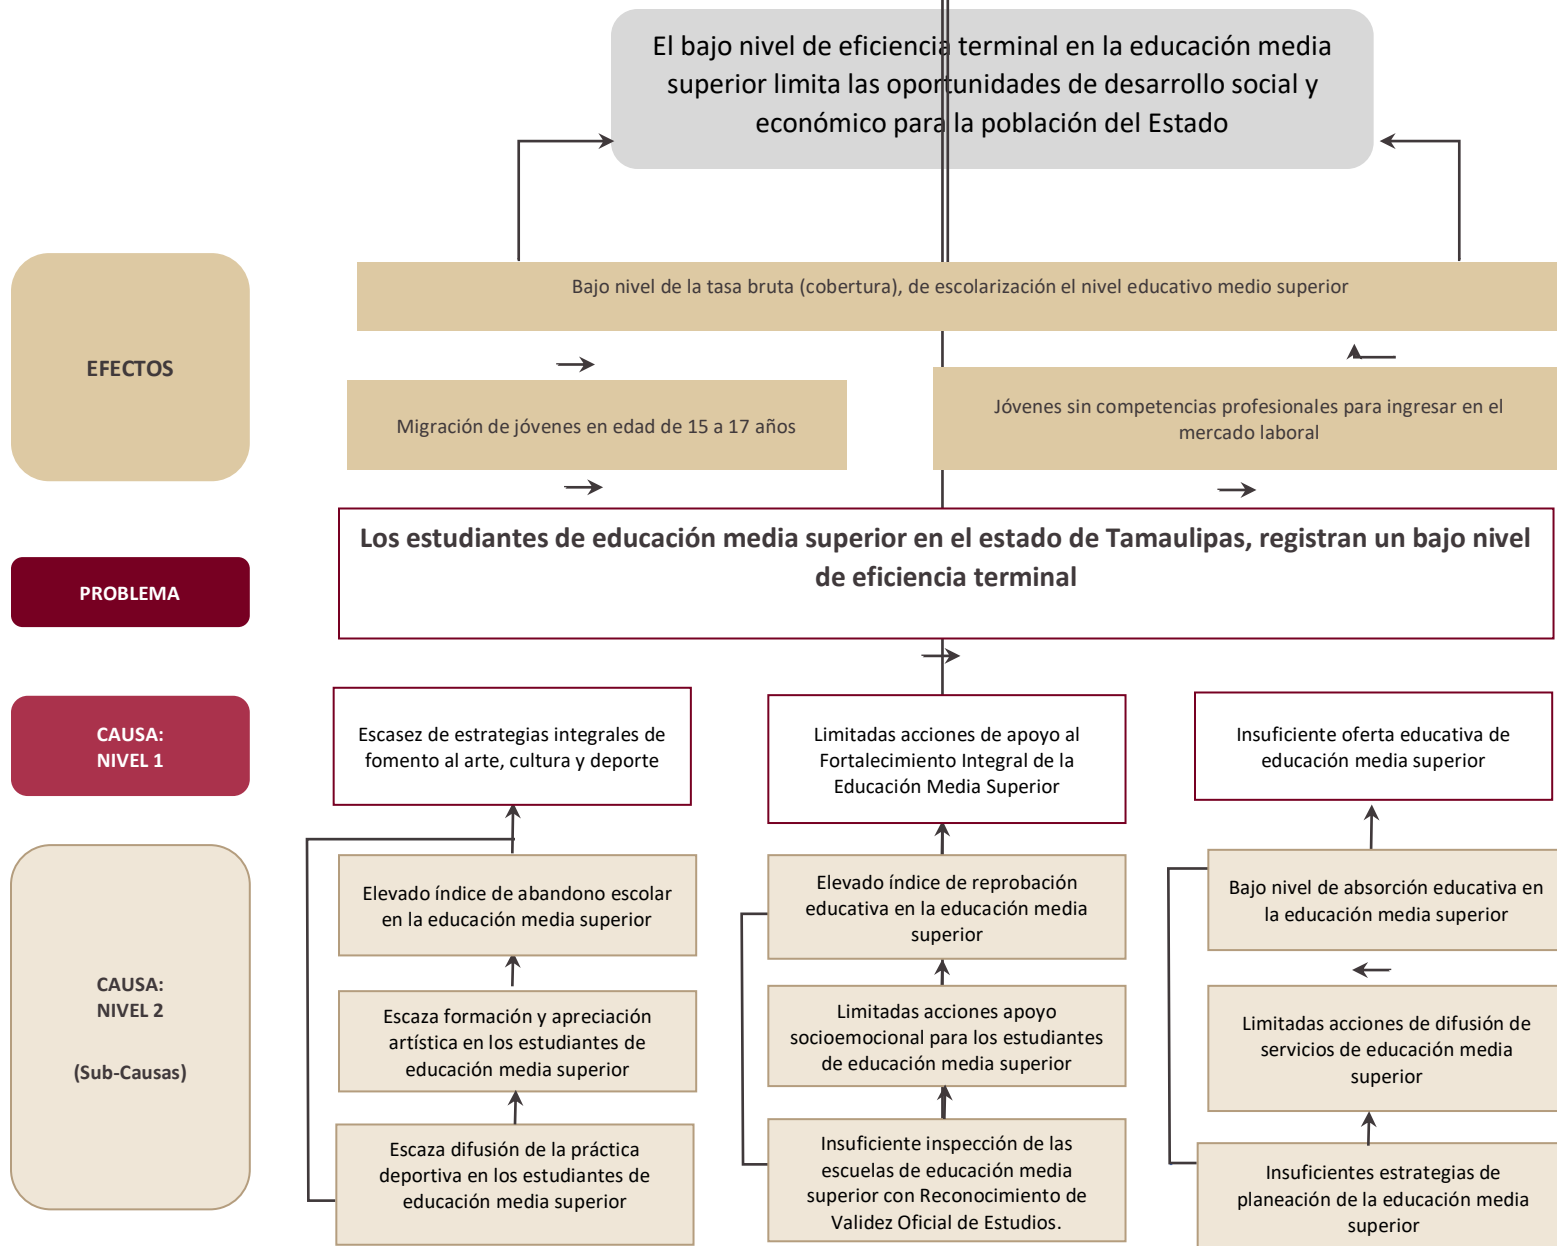 El bajo nivel de eficiencia terminal en la educación media
superior limita las oportunidades de desarrollo social y
económico para la población del Estado
EFECTOS
Bajo nivel de la tasa bruta (cobertura), de escolarización el nivel educativo medio superior
Migración de jóvenes en edad de 15 a 17 años
Jóvenes sin competencias profesionales para ingresar en el
mercado laboral
PROBLEMA
Los estudiantes de educación media superior en el estado de Tamaulipas, registran un bajo nivel
de eficiencia terminal
CAUSA:
NIVEL 1
Escasez de estrategias integrales de
fomento al arte, cultura y deporte
Limitadas acciones de apoyo al
Fortalecimiento Integral de la
Educación Media Superior
Insuficiente oferta educativa de
educación media superior
CAUSA:
NIVEL 2
(Sub-Causas)
Elevado índice de abandono escolar
en la educación media superior
Elevado índice de reprobación
educativa en la educación media
superior
Bajo nivel de absorción educativa en
la educación media superior
Escaza formación y apreciación
artística en los estudiantes de
educación media superior
Limitadas acciones apoyo
socioemocional para los estudiantes
de educación media superior
Limitadas acciones de difusión de
servicios de educación media
superior
Escaza difusión de la práctica
deportiva en los estudiantes de
educación media superior
Insuficiente inspección de las
escuelas de educación media
superior con Reconocimiento de
Validez Oficial de Estudios.
Insuficientes estrategias de
planeación de la educación media
superior